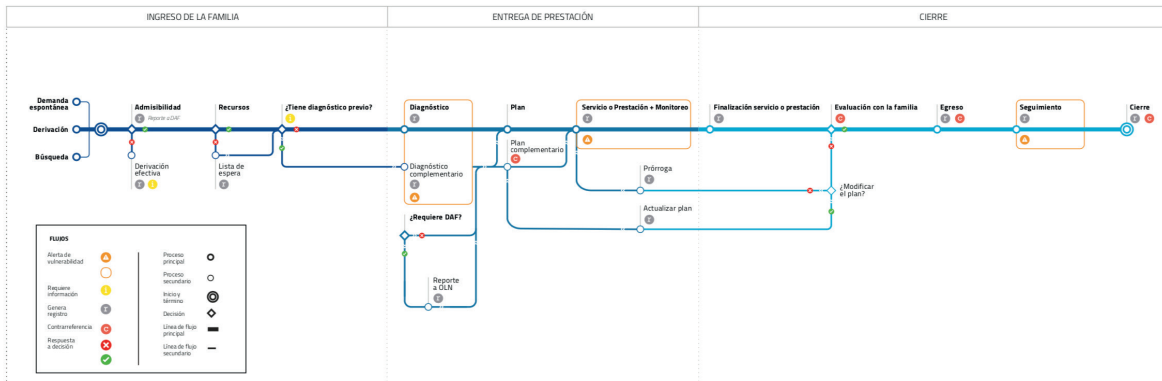 INGRESO DE LA FAMILIA
ENTREGA DE PRESTACIÓN
CIERRE
Demanda
espontánea
Derivación
Búsqueda
Admisibilidad
Reporte a DAF
Derivación
efectiva
Recursos
Lista de
espera
¿Tiene diagnóstico previo?
Diagnóstico
Diagnóstico
complementario
¿Requiere DAF?
Reporte
a OLN
Plan
Plan
complementario
Servicio o Prestación + Monitoreo
Prórroga
Actualizar plan
Finalización servicio o prestación
Evaluación con la familia
¿Modificar
el plan?
Egreso
Seguimiento
Cierre
FLUJOS
Alerta de
vulnerabilidad
Requiere
información
Genera
registro
Contrarreferencia
C
Respuesta
a decisión
Proceso
principal
Proceso
secundario
Inicio y
término
Decisión
Línea de flujo
principal
Línea de flujo
secundario